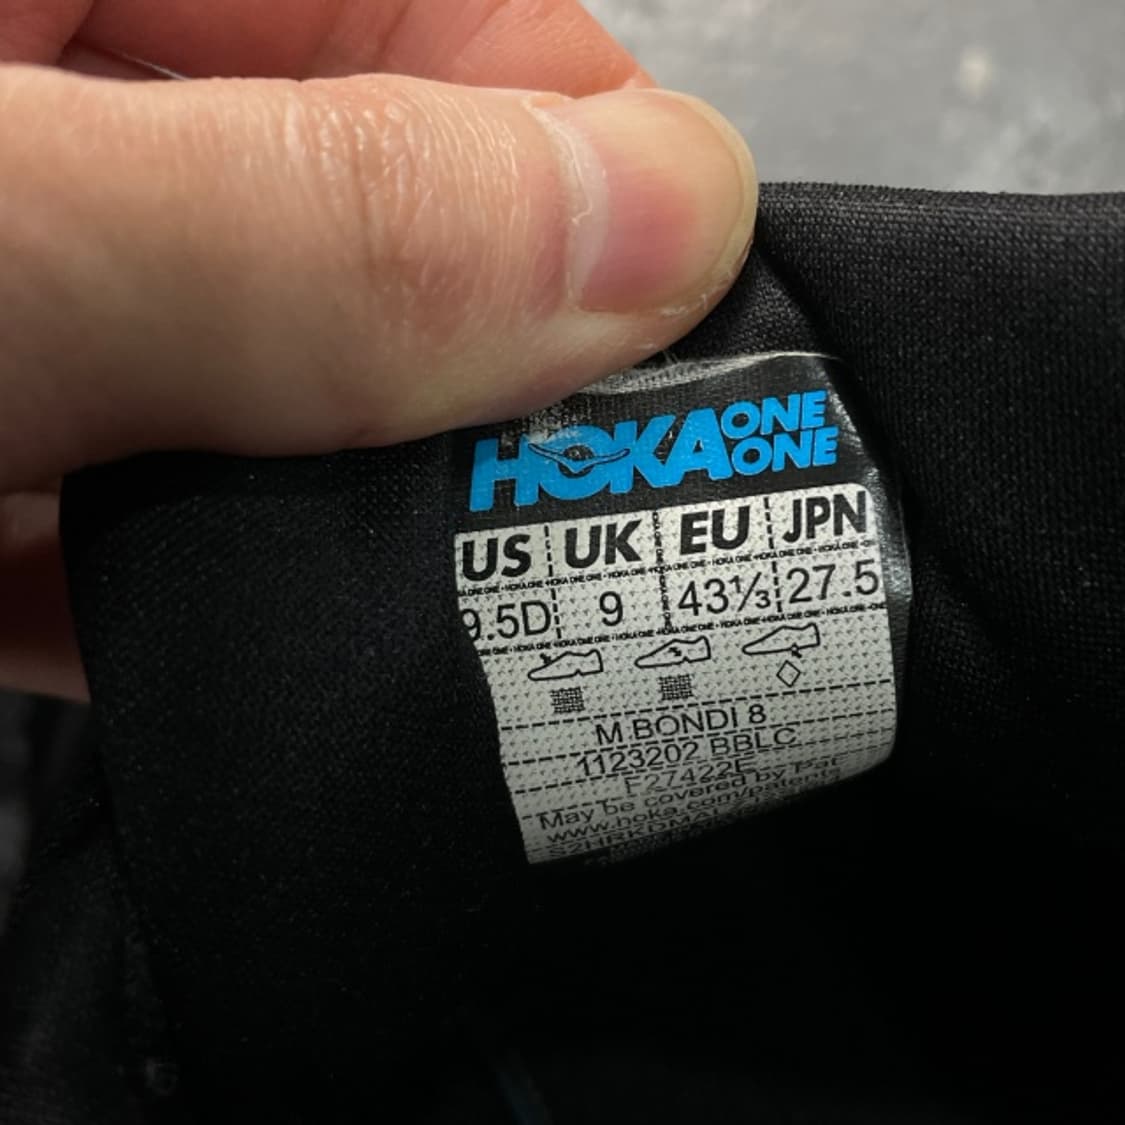 HOKA ONE ONE
US UK EU JPN
9.5D 9 43⅓ 27.5
M BONDI 8
1123202 BBLC
F27422E
May be covered by Pat
www.hoka.com/patents